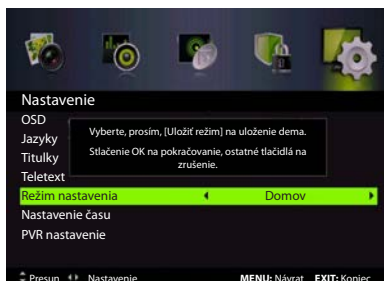 Nastavenie
OSD
Jazyky
Titulky
Teletext
Vyberte, prosím, [Uložiť režim] na uloženie dema.
Stlačenie OK na pokračovanie, ostatné tlačidlá na
zrušenie.
Režim nastavenia Domov
Nastavenie času
PVR nastavenie
Presun Nastavenie MENU: Návrat EXIT: Koniec